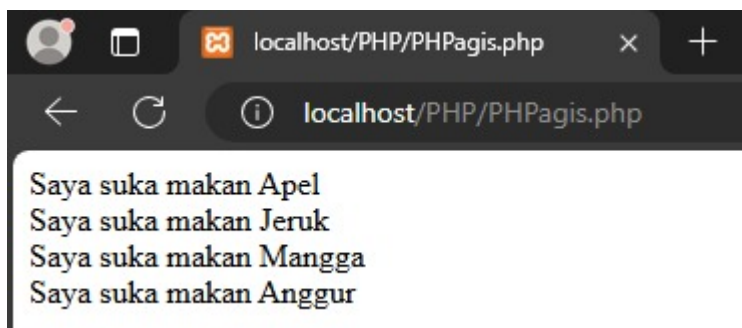 localhost/PHP/PHPagis.php
localhost/PHP/PHPagis.php
Saya suka makan Apel
Saya suka makan Jeruk
Saya suka makan Mangga
Saya suka makan Anggur